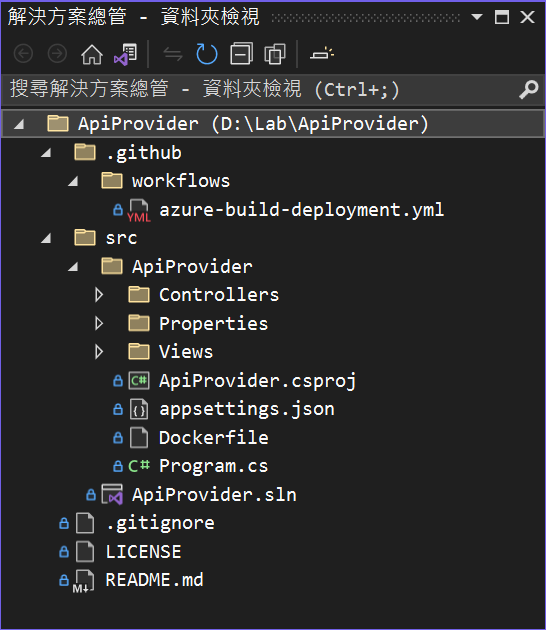 解決方案總管 - 資料夾檢視
搜尋解決方案總管 - 資料夾檢視 (Ctrl+;)
ApiProvider (D:\Lab\ApiProvider)
.github
workflows
YML azure-build-deployment.yml
src
ApiProvider
Controllers
Properties
Views
C# ApiProvider.csproj
{} appsettings.json
Dockerfile
C# Program.cs
ApiProvider.sln
.gitignore
LICENSE
M↓ README.md